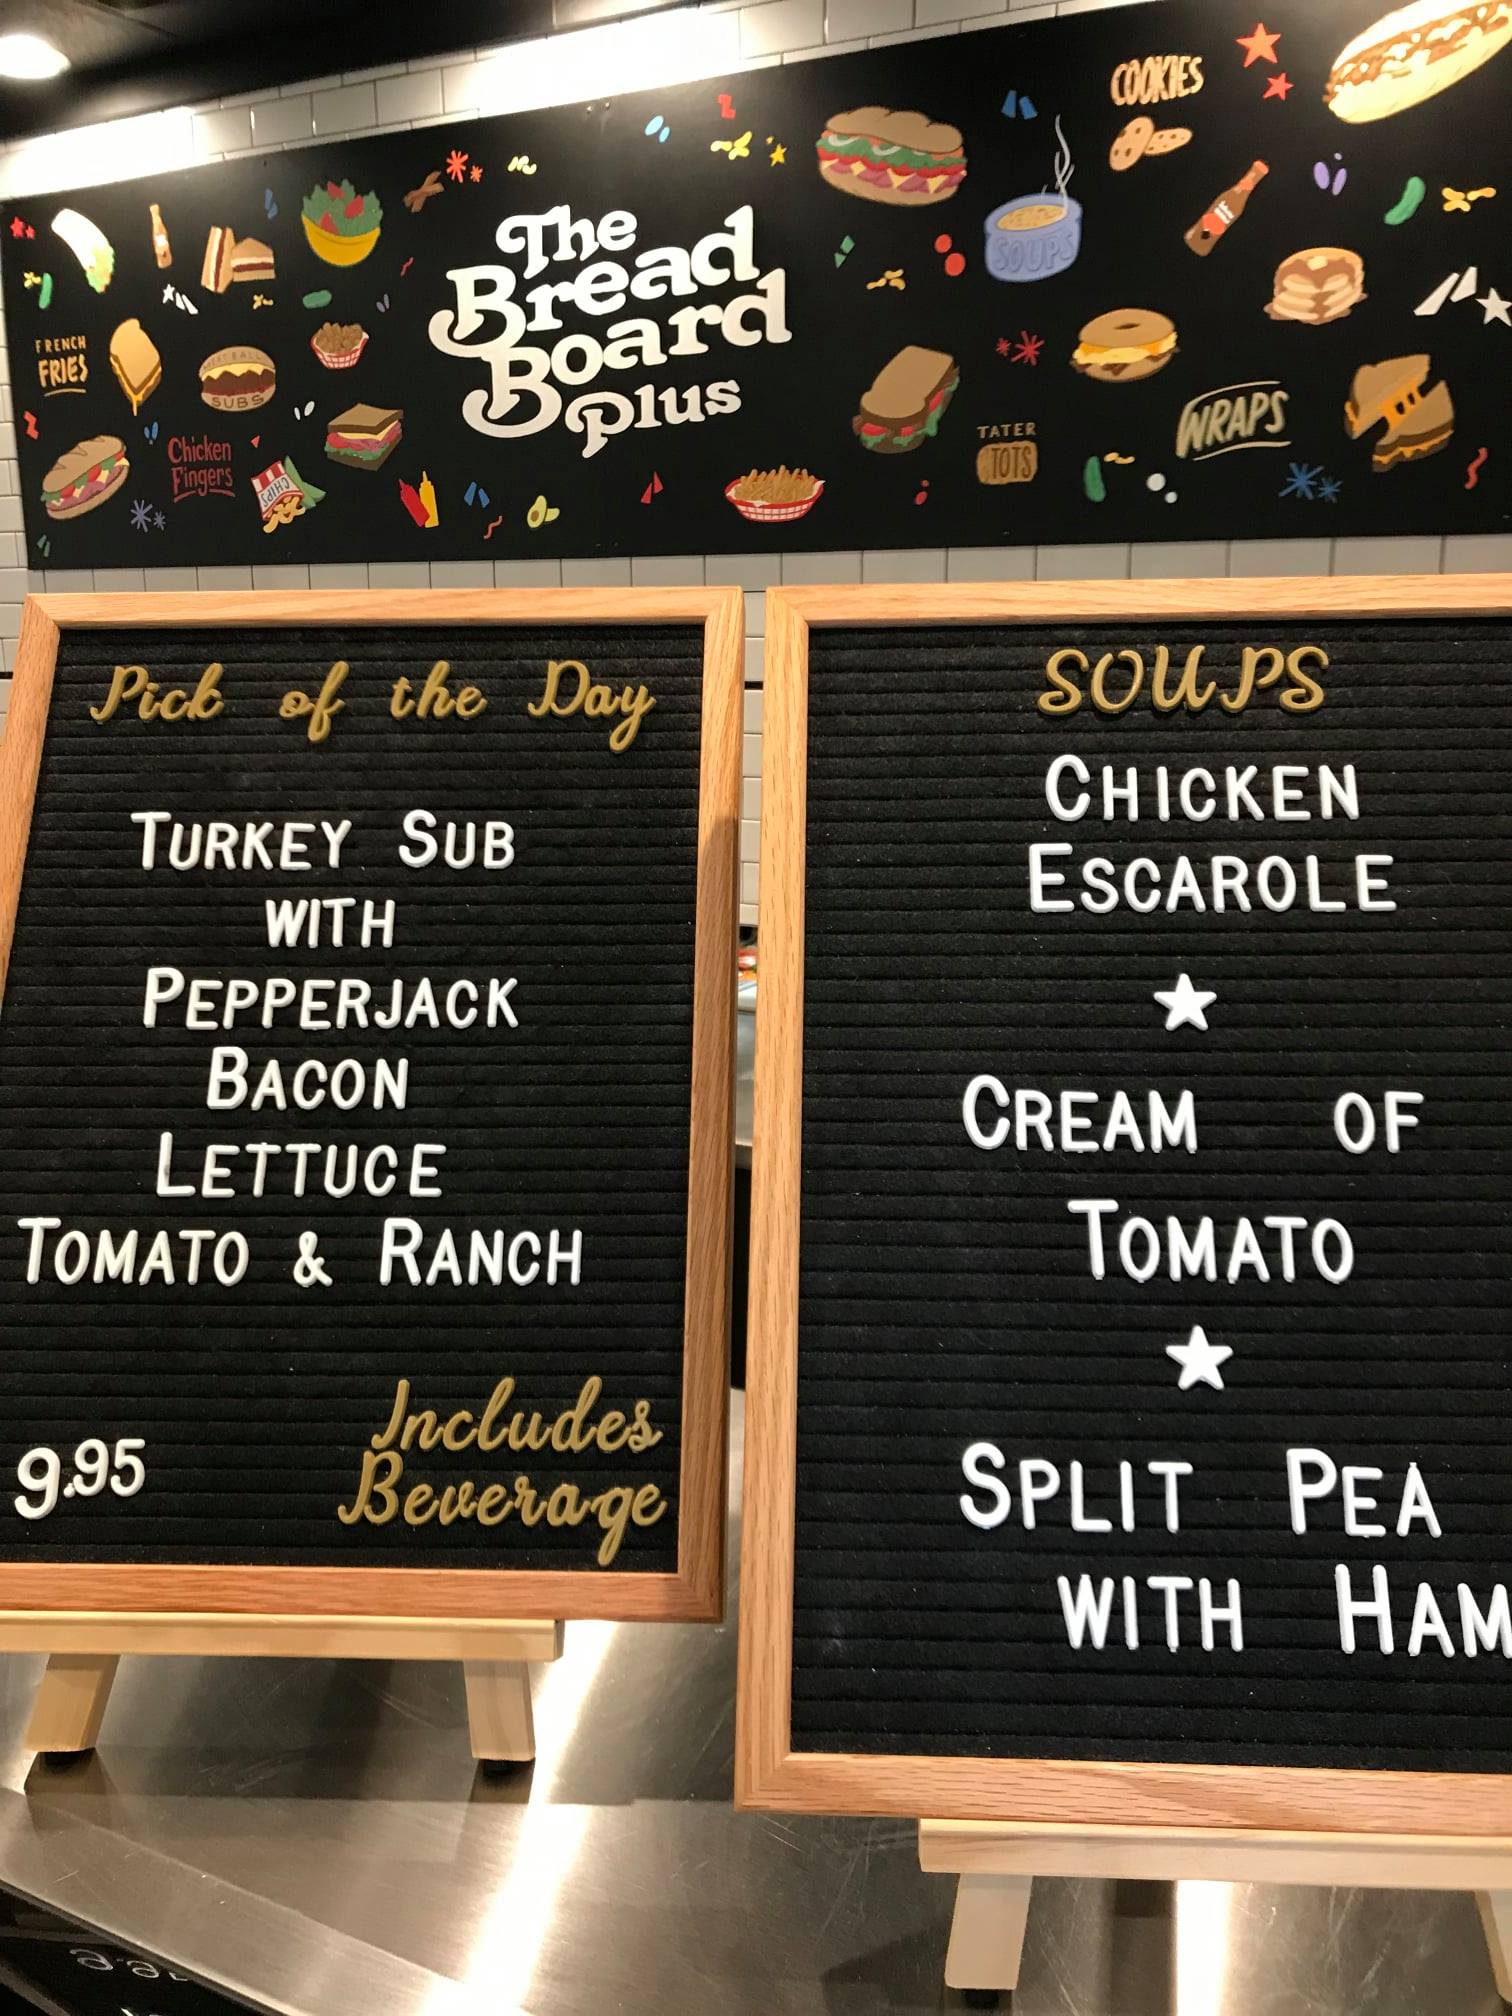 COOKIES
The
Bread
Board
plus
SOUPS
FRENCH
FRIES
MEATBALL
SUBS
Chicken
Fingers
CHIPS
TATER
TOTS
WRAPS
Pick of the Day
TURKEY SUB
WITH
PEPPERJACK
BACON
LETTUCE
TOMATO & RANCH
9.95
Includes
Beverage
SOUPS
CHICKEN
ESCAROLE
CREAM OF
TOMATO
SPLIT PEA
WITH HAM